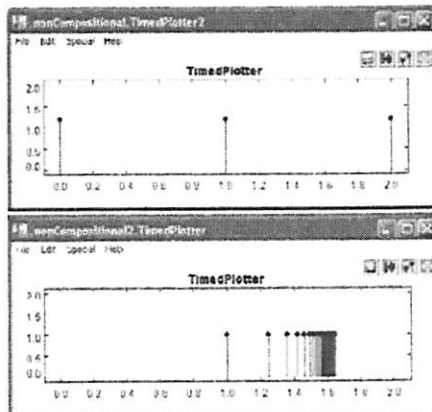 nonCompositional.TimedPlotter2
File Edit Special Help
TimedPlotter
2.0
1.5
1.0
0.5
0.0
0.0 0.2 0.4 0.6 0.8 1.0 1.2 1.4 1.6 1.8 2.0
nonCompositional2.TimedPlotter
File Edit Special Help
TimedPlotter
2.0
1.5
1.0
0.5
0.0
0.0 0.2 0.4 0.6 0.8 1.0 1.2 1.4 1.6 1.8 2.0